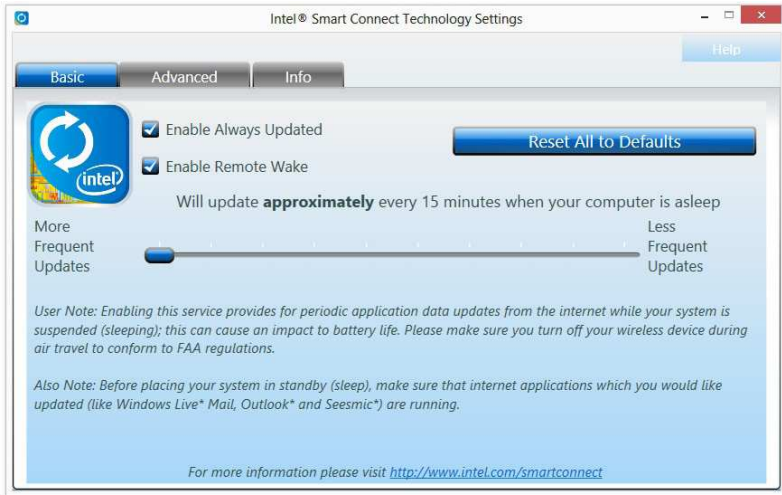 Intel® Smart Connect Technology Settings
Help
Basic Advanced Info
Enable Always Updated
Reset All to Defaults
Enable Remote Wake
(intel)
Will update approximately every 15 minutes when your computer is asleep
More
Frequent
Updates
Less
Frequent
Updates
User Note: Enabling this service provides for periodic application data updates from the internet while your system is
suspended (sleeping); this can cause an impact to battery life. Please make sure you turn off your wireless device during
air travel to conform to FAA regulations.
Also Note: Before placing your system in standby (sleep), make sure that internet applications which you would like
updated (like Windows Live* Mail, Outlook* and Seesmic*) are running.
For more information please visit http://www.intel.com/smartconnect